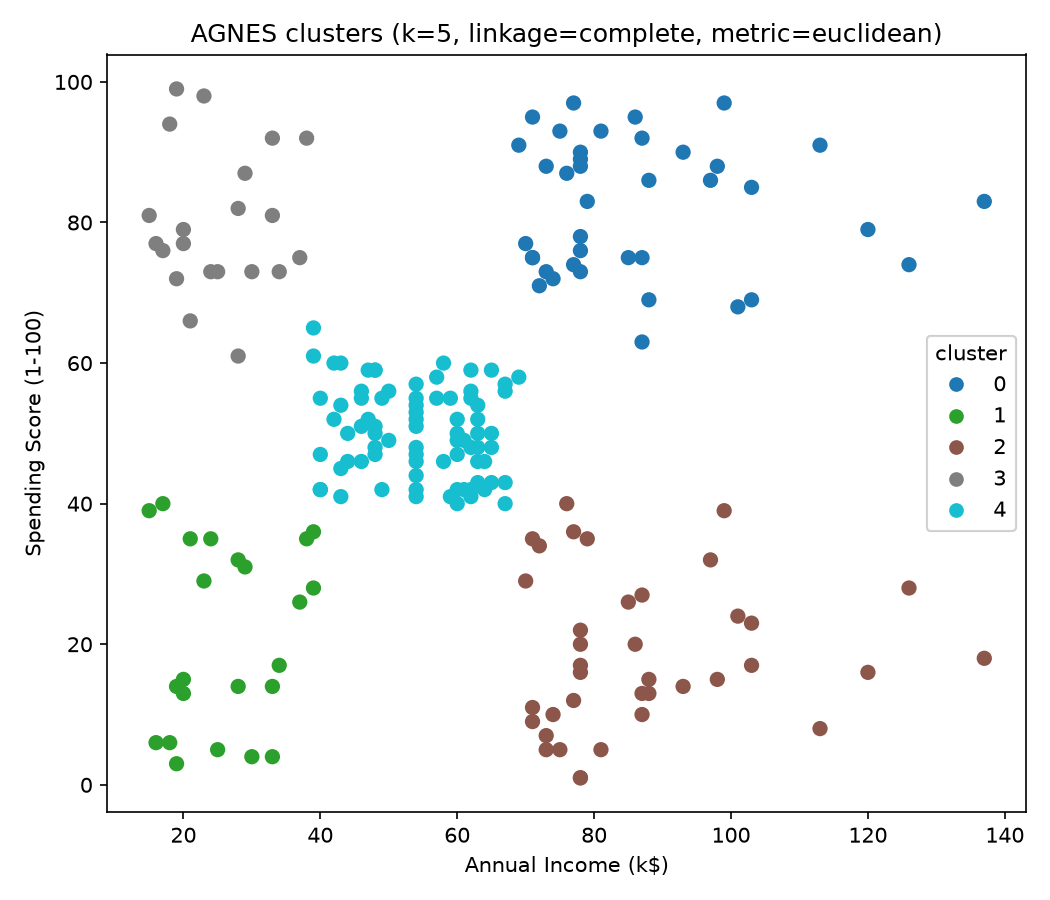 AGNES clusters (k=5, linkage=complete, metric=euclidean)
Spending Score (1-100)
100
80
60
40
20
0
cluster
0
1
2
3
4
20 40 60 80 100 120 140
Annual Income (k$)